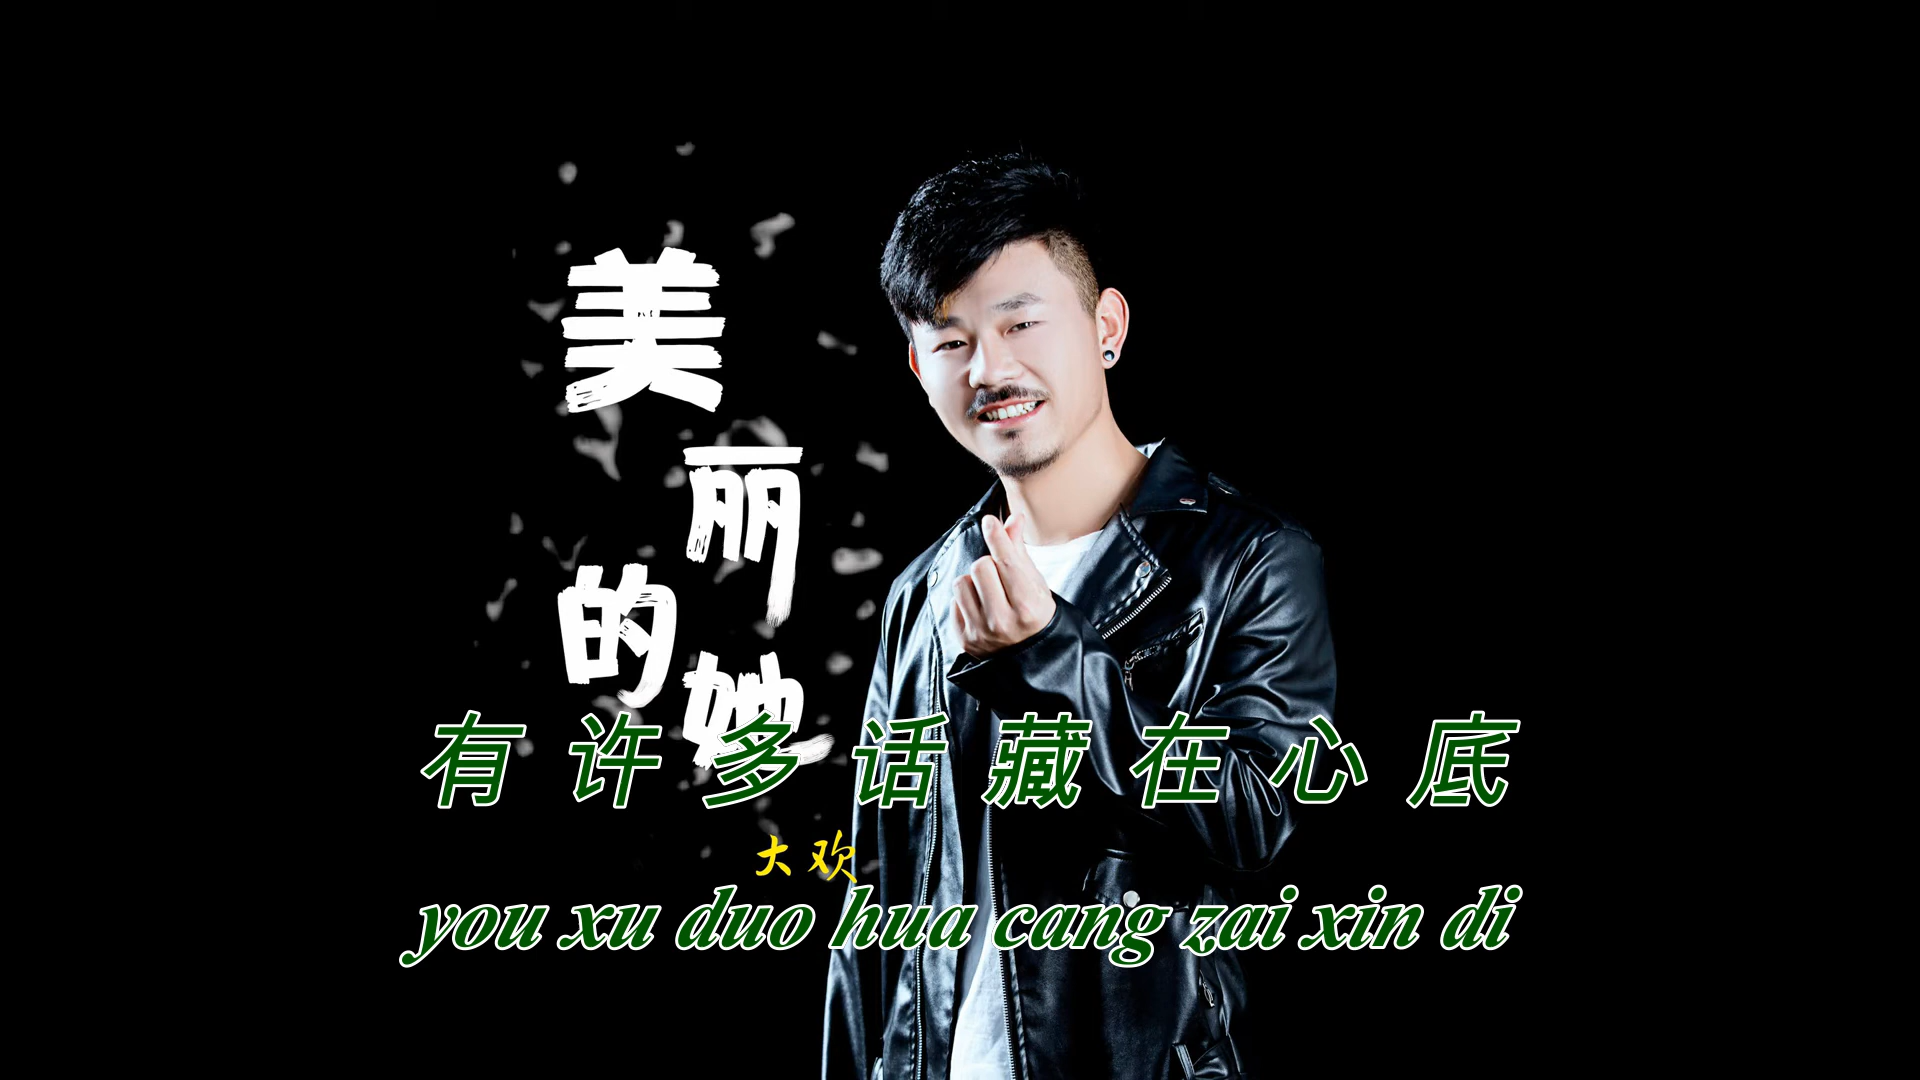 美
丽
的
她
有许多话藏在心底
大欢
you xu duo hua cang zai xin di